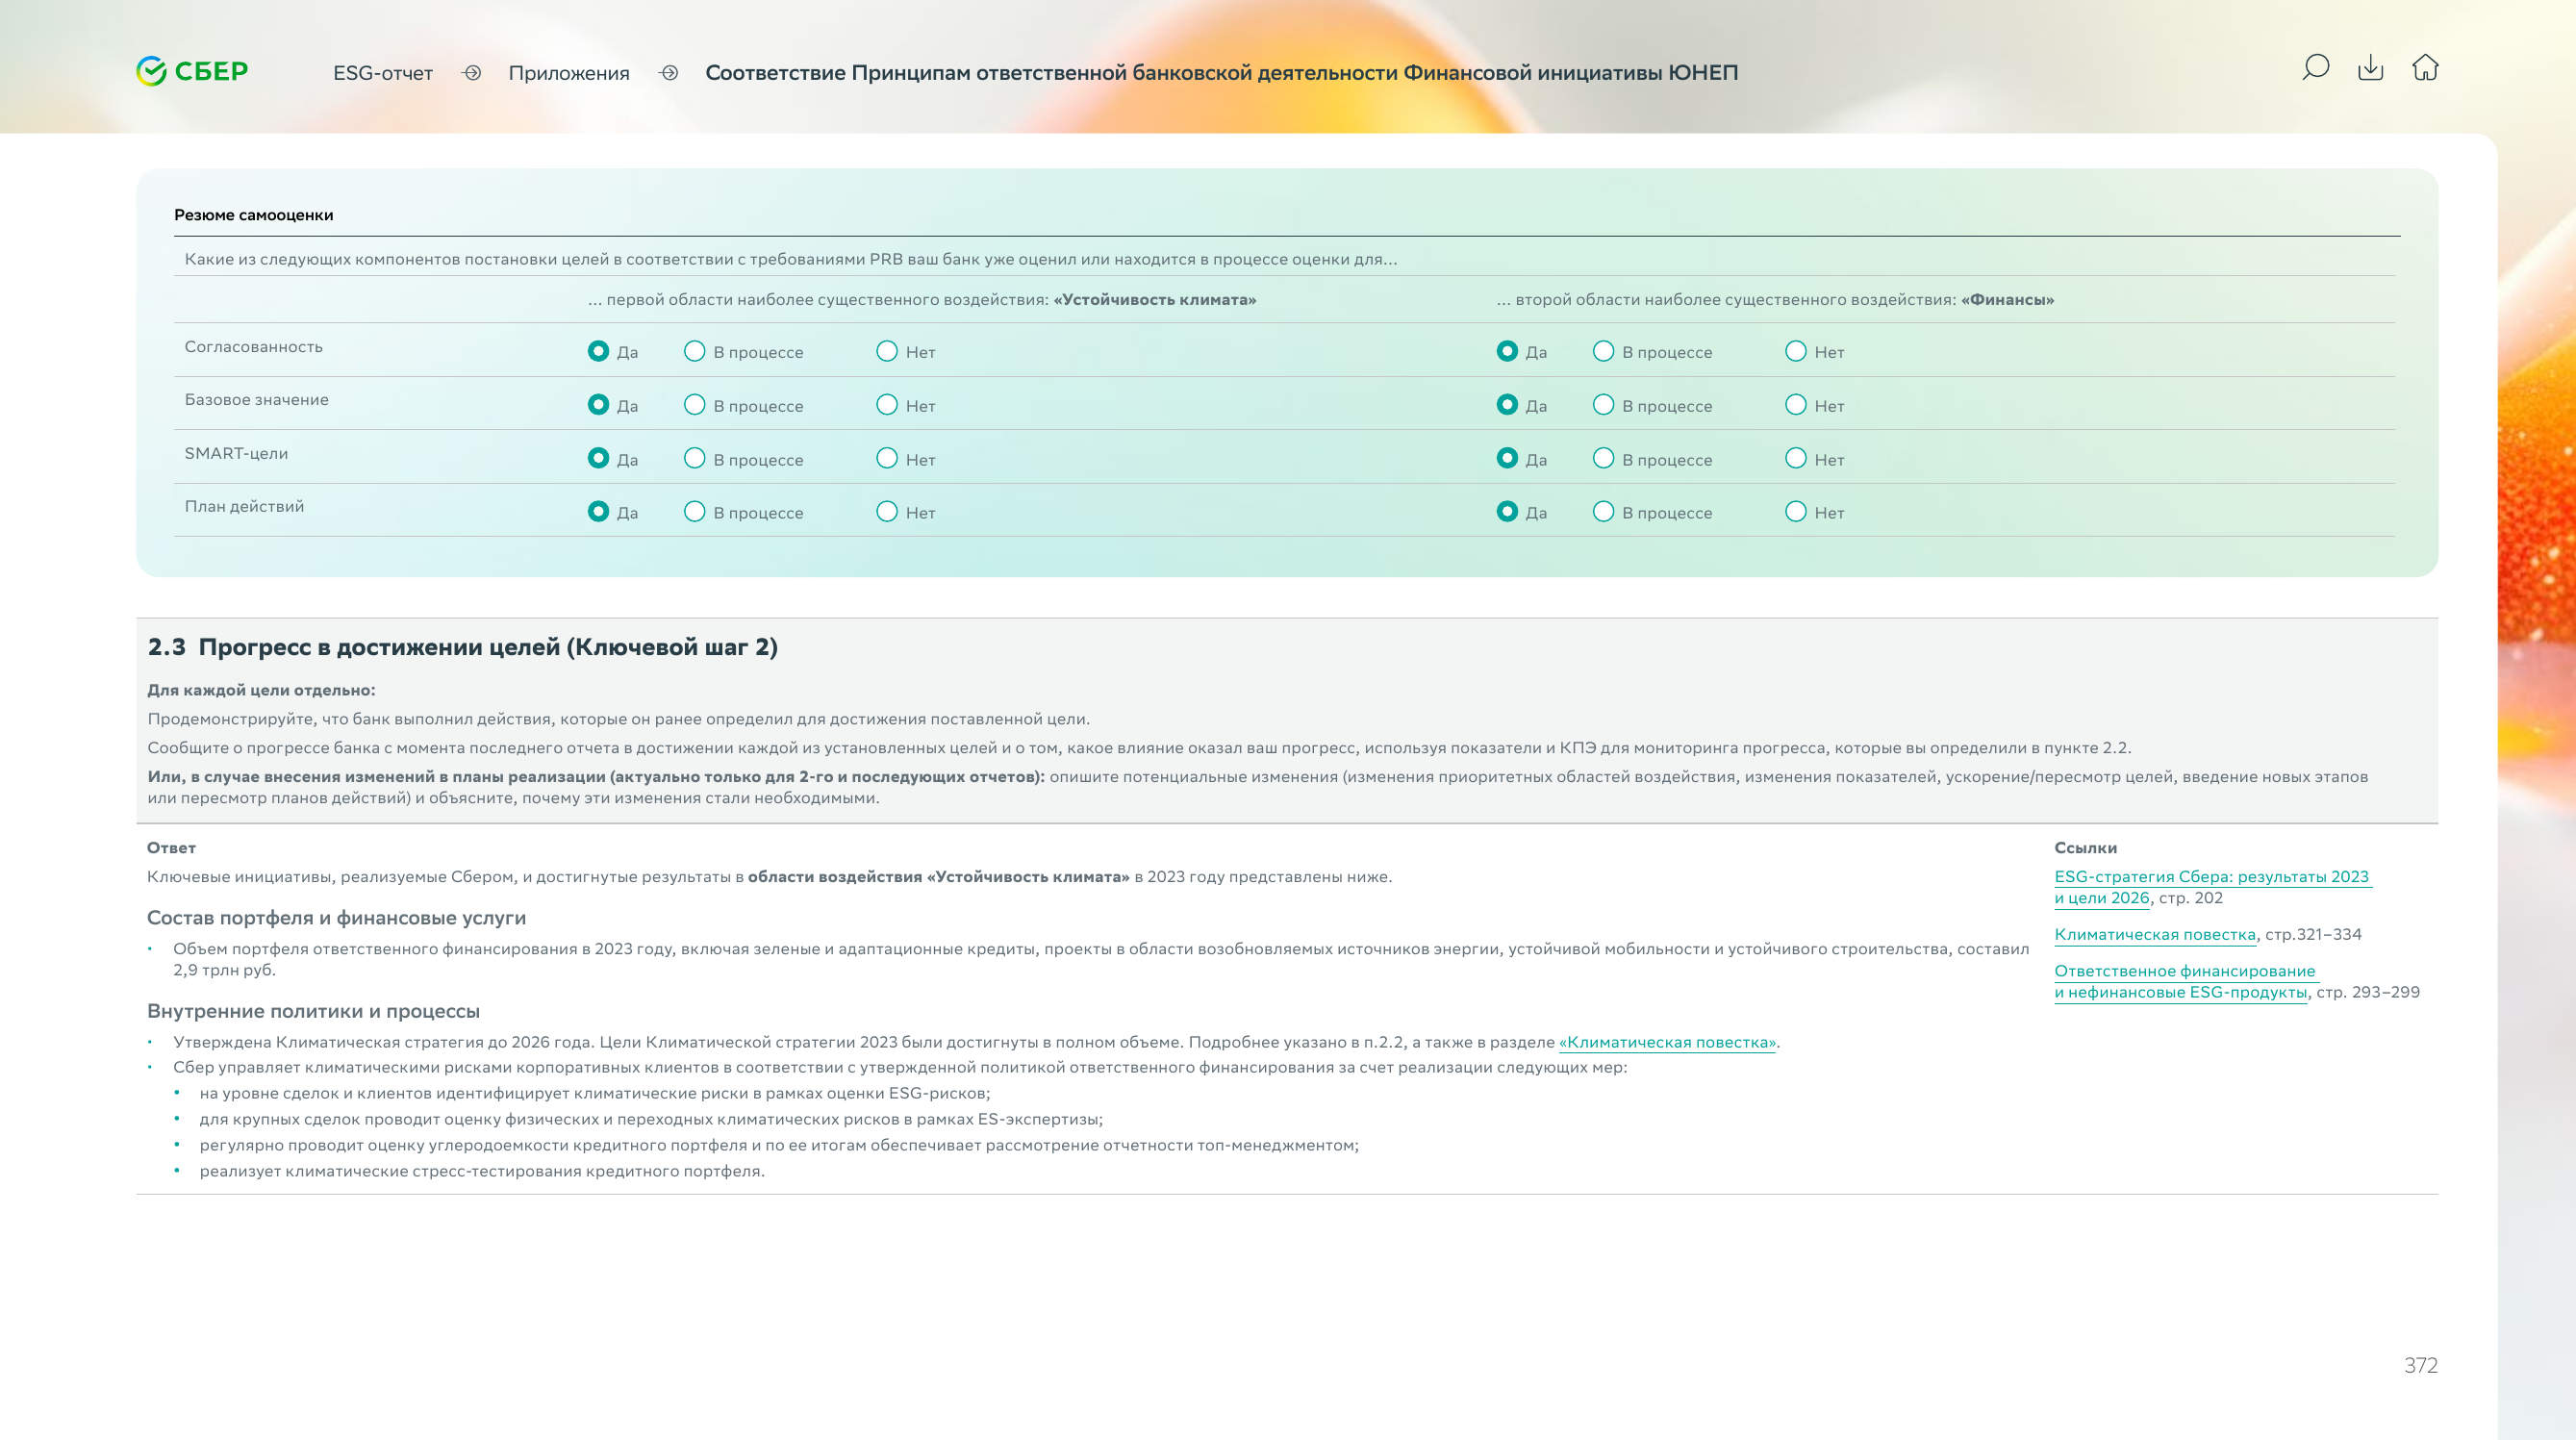 СБЕР
ESG-отчет
Приложения
Соответствие Принципам ответственной банковской деятельности Финансовой инициативы ЮНЕП
Резюме самооценки
Какие из следующих компонентов постановки целей в соответствии с требованиями PRB ваш банк уже оценил или находится в процессе оценки для...
... первой области наиболее существенного воздействия: «Устойчивость климата» ... второй области наиболее существенного воздействия: «Финансы»
Согласованность Да В процессе Нет Да В процессе Нет
Базовое значение Да В процессе Нет Да В процессе Нет
SMART-цели Да В процессе Нет Да В процессе Нет
План действий Да В процессе Нет Да В процессе Нет
2.3 Прогресс в достижении целей (Ключевой шаг 2)
Для каждой цели отдельно:
Продемонстрируйте, что банк выполнил действия, которые он ранее определил для достижения поставленной цели.
Сообщите о прогрессе банка с момента последнего отчета в достижении каждой из установленных целей и о том, какое влияние оказал ваш прогресс, используя показатели и КПЭ для мониторинга прогресса, которые вы определили в пункте 2.2.
Или, в случае внесения изменений в планы реализации (актуально только для 2-го и последующих отчетов): опишите потенциальные изменения (изменения приоритетных областей воздействия, изменения показателей, ускорение/пересмотр целей, введение новых этапов
или пересмотр планов действий) и объясните, почему эти изменения стали необходимыми.
Ответ
Ключевые инициативы, реализуемые Сбером, и достигнутые результаты в области воздействия «Устойчивость климата» в 2023 году представлены ниже.
Состав портфеля и финансовые услуги
• Объем портфеля ответственного финансирования в 2023 году, включая зеленые и адаптационные кредиты, проекты в области возобновляемых источников энергии, устойчивой мобильности и устойчивого строительства, составил
2,9 трлн руб.
Внутренние политики и процессы
• Утверждена Климатическая стратегия до 2026 года. Цели Климатической стратегии 2023 были достигнуты в полном объеме. Подробнее указано в п.2.2, а также в разделе «Климатическая повестка».
• Сбер управляет климатическими рисками корпоративных клиентов в соответствии с утвержденной политикой ответственного финансирования за счет реализации следующих мер:
• на уровне сделок и клиентов идентифицирует климатические риски в рамках оценки ESG-рисков;
• для крупных сделок проводит оценку физических и переходных климатических рисков в рамках ES-экспертизы;
• регулярно проводит оценку углеродоемкости кредитного портфеля и по ее итогам обеспечивает рассмотрение отчетности топ-менеджментом;
• реализует климатические стресс-тестирования кредитного портфеля.
Ссылки
ESG-стратегия Сбера: результаты 2023
и цели 2026, стр. 202
Климатическая повестка, стр.321–334
Ответственное финансирование
и нефинансовые ESG-продукты, стр. 293–299
372